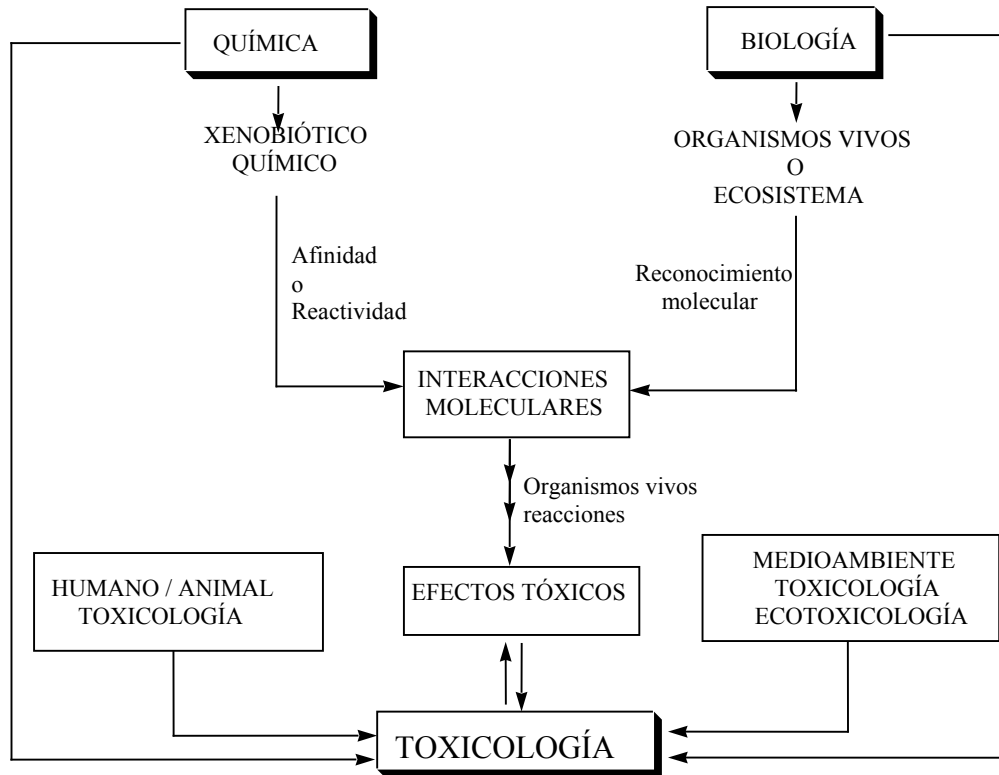 QUÍMICA
BIOLOGÍA
XENOBIÓTICO
QUÍMICO
ORGANISMOS VIVOS
O
ECOSISTEMA
Afinidad
o
Reactividad
Reconocimiento
molecular
INTERACCIONES
MOLECULARES
Organismos vivos
reacciones
HUMANO / ANIMAL
TOXICOLOGÍA
EFECTOS TÓXICOS
MEDIOAMBIENTE
TOXICOLOGÍA
ECOTOXICOLOGÍA
TOXICOLOGÍA